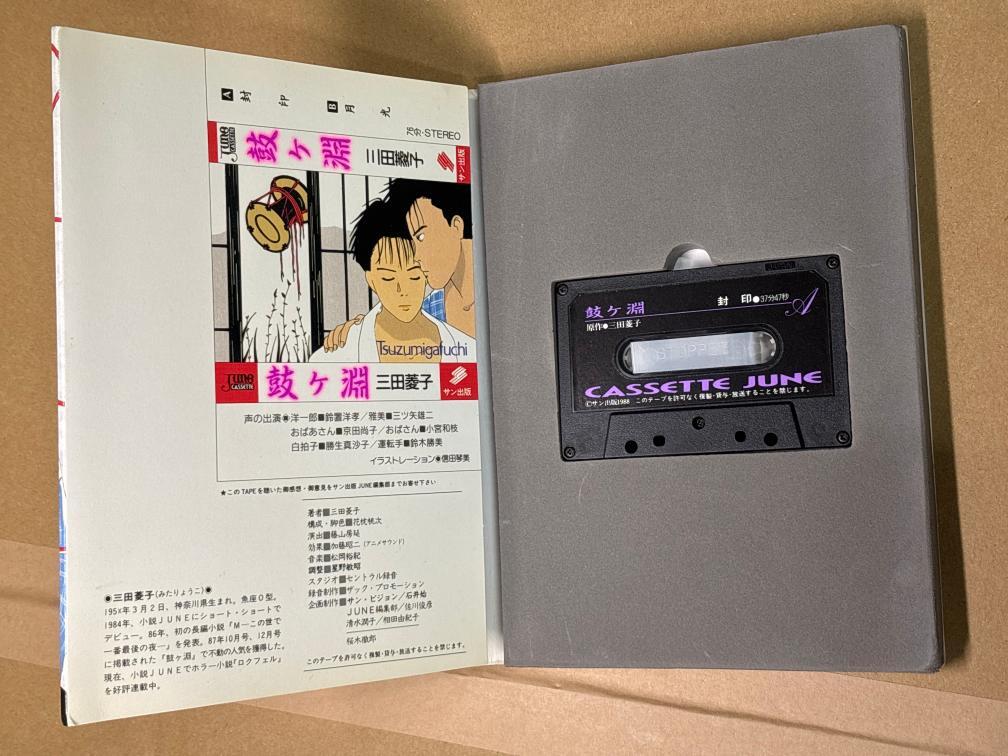 A 封印
B 月光
75分・STEREO
JUNE
CASSETTE
鼓ヶ淵
三田菱子
サン出版
Tsuzumigafuchi
JUNE
CASSETTE
鼓ヶ淵
三田菱子
サン出版
声の出演●洋一郎■鈴置洋孝/雅美■三ツ矢雄二
おばあさん■京田尚子/おばさん■小宮和枝
白拍子■勝生真沙子/運転手■鈴木勝美
イラストレーション●信田琴美
★このTAPEを聴いた御感想・御意見をサン出版JUNE編集部までお寄せ下さい
著者■三田菱子
構成・脚色■花枕桃次
演出■藤山房延
効果■加藤昭二(アニメサウンド)
音楽■松岡裕紀
調整■星野敏昭
スタジオ■セントラル録音
録音制作■ザック・プロモーション
企画制作■サン・ビジョン/石井始
JUNE編集部/佐川俊彦
清水潤子/相田由紀子
桜木徹郎
このテープを許可なく複製・貸与・放送することを禁じます。
●三田菱子(みたりょうこ)●
195x年3月2日、神奈川県生まれ。魚座O型。
1984年、小説JUNEにショート・ショートで
デビュー。86年、初の長編小説『M—この世で
一番最後の夜—』を発表。87年10月号、12月号
に掲載された『鼓ヶ淵』で不動の人気を獲得した。
現在、小説JUNEでホラー小説『ロクフェル』
を好評連載中。
鼓ヶ淵
封印●37分47秒
A
原作●三田菱子
CASSETTE JUNE
©サン出版1988 このテープを許可なく複製・貸与・放送することを禁じます。